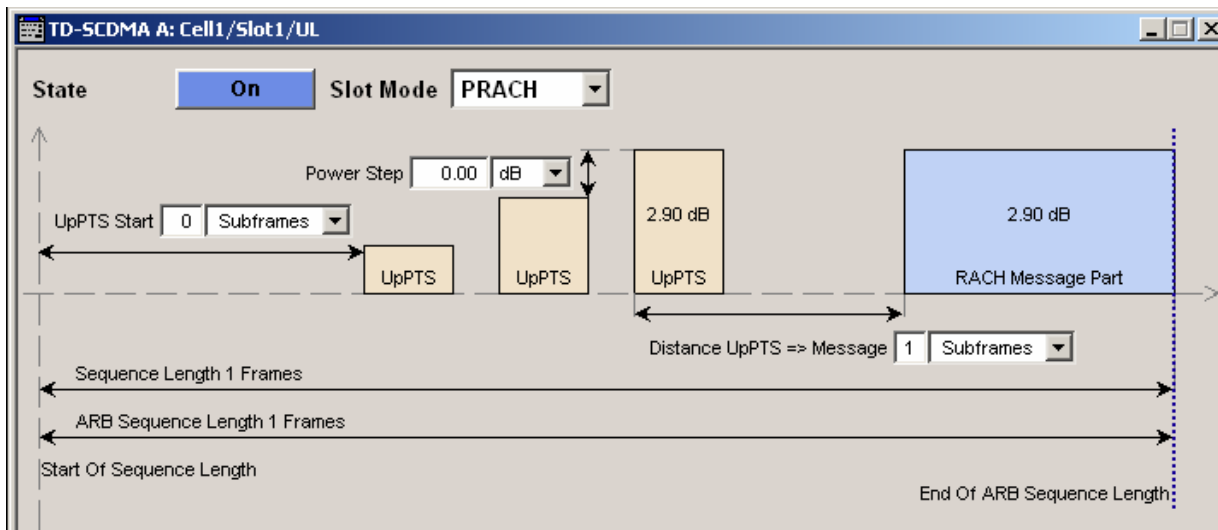 TD-SCDMA A: Cell1/Slot1/UL
State On Slot Mode PRACH
Power Step 0.00 dB
UpPTS Start 0 Subframes
2.90 dB 2.90 dB
UpPTS UpPTS UpPTS RACH Message Part
Distance UpPTS => Message 1 Subframes
Sequence Length 1 Frames
ARB Sequence Length 1 Frames
Start Of Sequence Length
End Of ARB Sequence Length